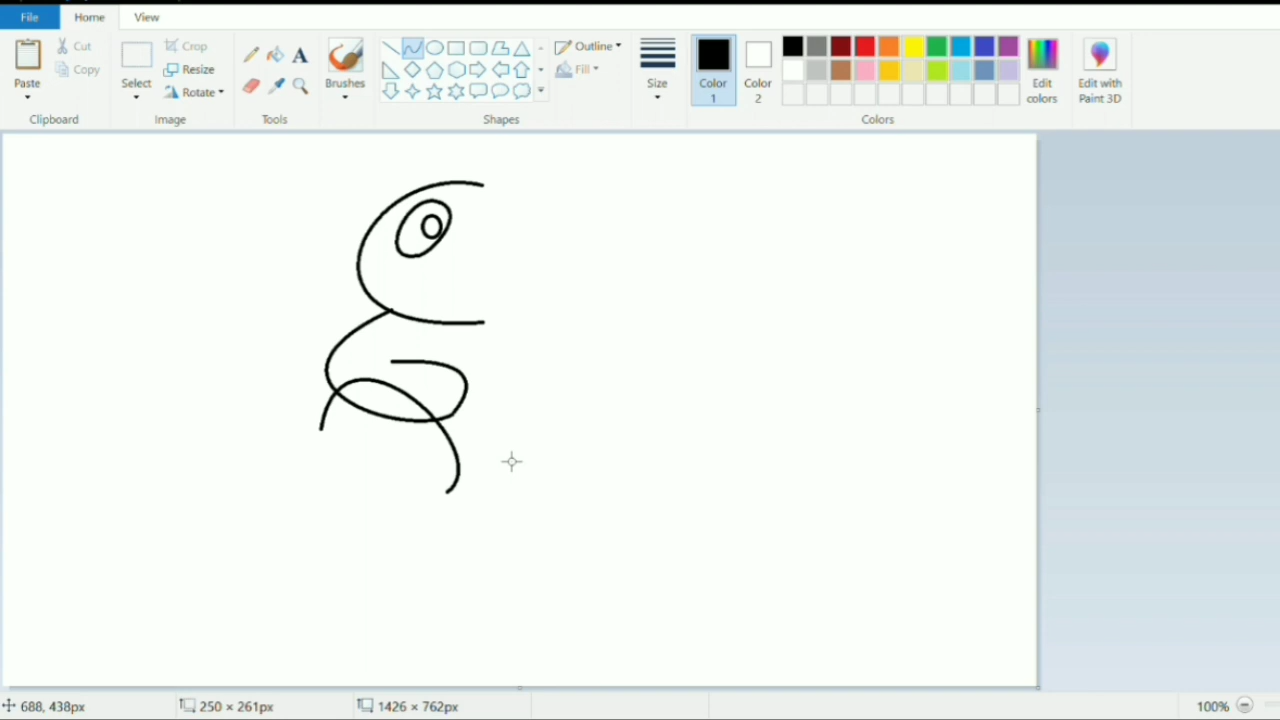 File Home View
Cut
Copy
Paste
Clipboard
Select
Crop
Resize
Rotate
Image
A
Tools
Brushes
Outline
Fill
Shapes
Size
Color
1
Color
2
Edit
colors
Colors
Edit with
Paint 3D
688, 438px 250 × 261px 1426 × 762px 100%